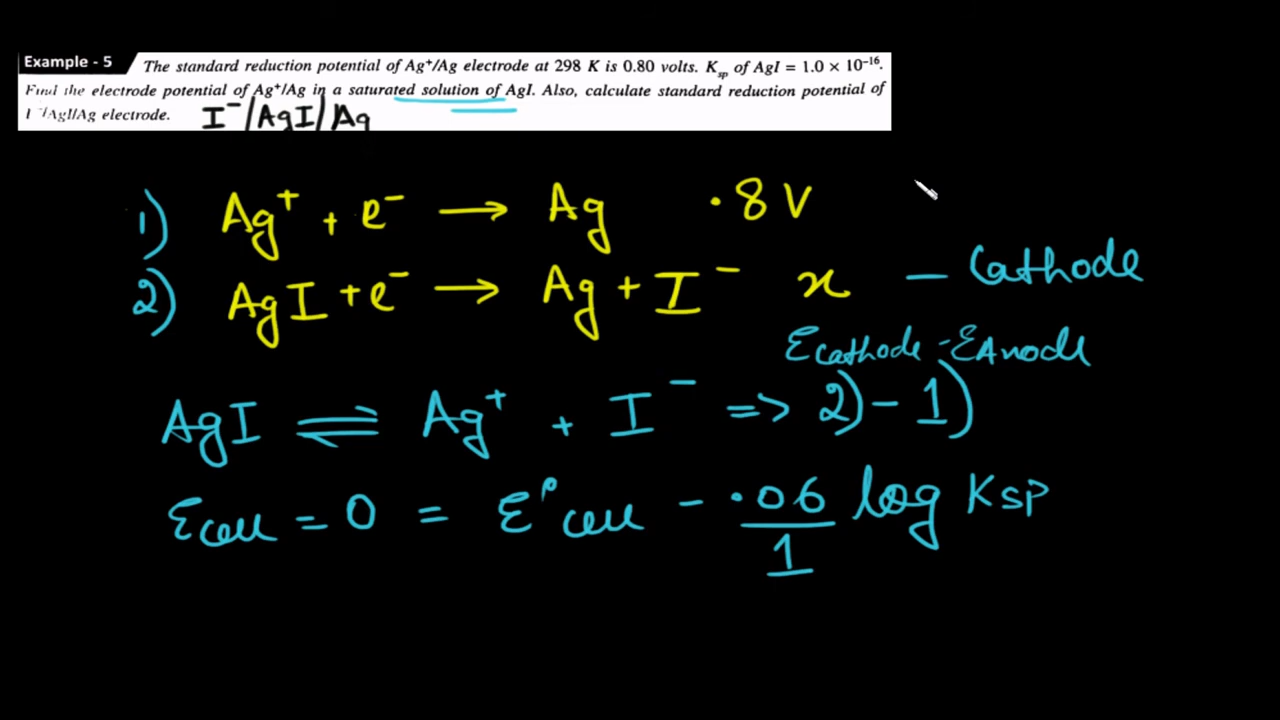 Example - 5 The standard reduction potential of Ag⁺/Ag electrode at 298 K is 0.80 volts. Kₛₚ of AgI = 1.0 × 10⁻¹⁶.
Find the electrode potential of Ag⁺/Ag in a saturated solution of AgI. Also, calculate standard reduction potential of
I⁻/AgI/Ag electrode. I⁻/AgI/Ag
1) Ag⁺ + e⁻ → Ag .8 V
2) AgI + e⁻ → Ag + I⁻ x — Cathode
Ecathode - EAnode
AgI ⇌ Ag⁺ + I⁻ => 2) - 1)
Ecell = 0 = E°cell - .06/1 log Ksp